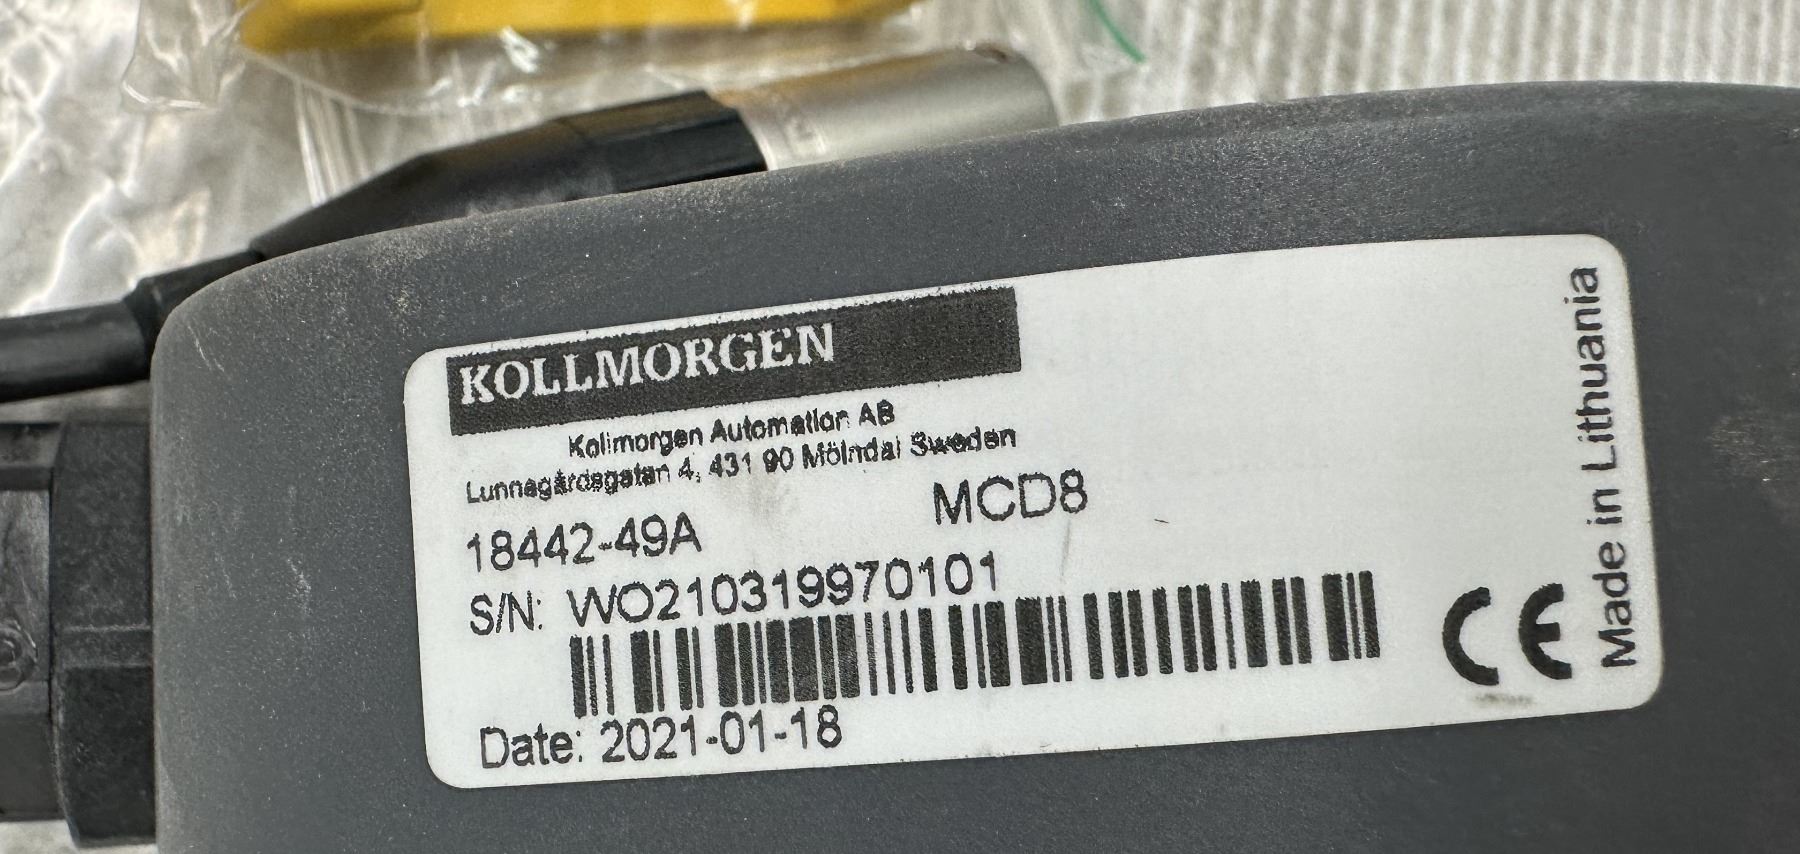 KOLLMORGEN
Kollmorgen Automation AB
Lunnagårdsgatan 4, 431 90 Mölndal Sweden
18442-49A MCD8
S/N: WO210319970101
Date: 2021-01-18
CE
Made in Lithuania